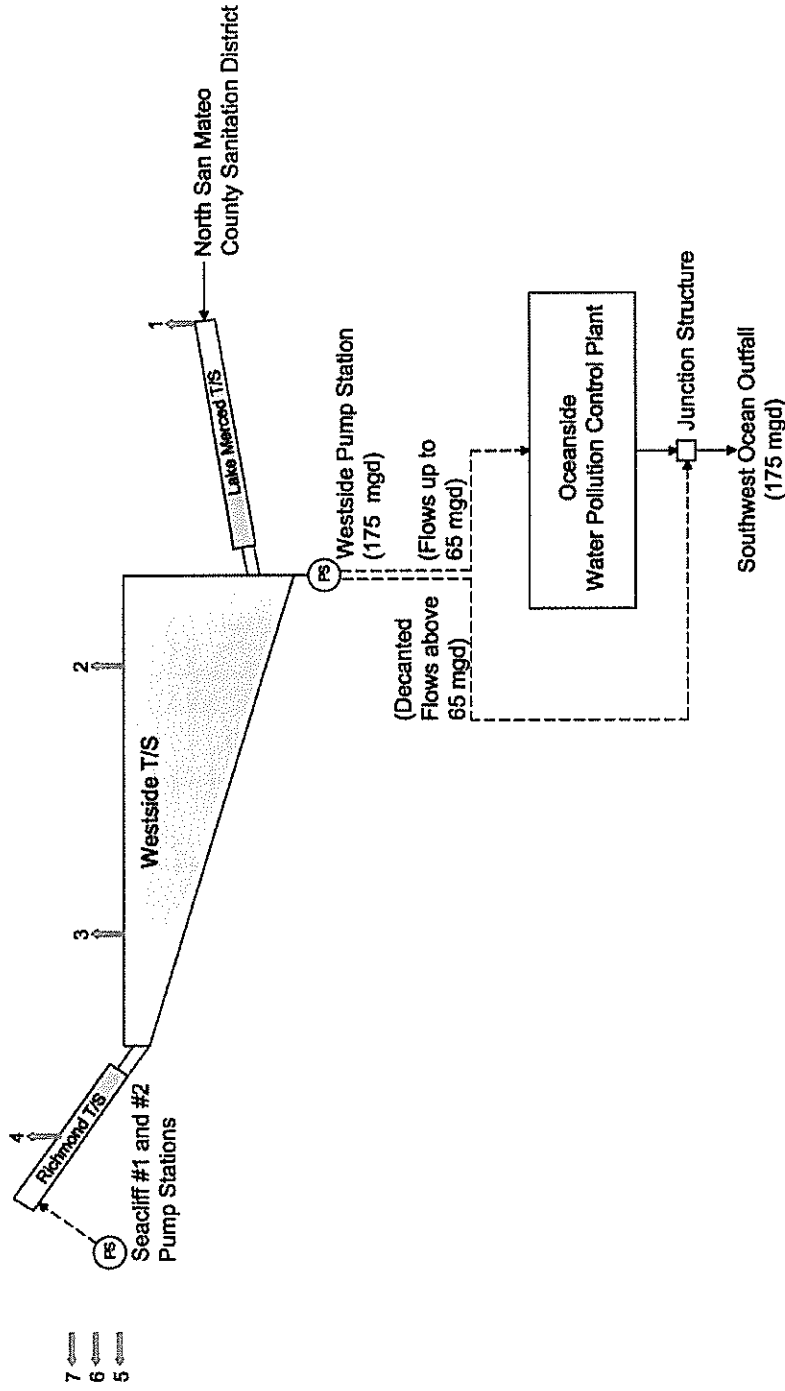 7
6
5
PS
Seacliff #1 and #2
Pump Stations
4
Richmond T/S
3
Westside T/S
2
PS
Westside Pump Station
(175 mgd)
Lake Merced T/S
1
North San Mateo
County Sanitation District
(Decanted
Flows above
65 mgd)
(Flows up to
65 mgd)
Oceanside
Water Pollution Control Plant
Junction Structure
Southwest Ocean Outfall
(175 mgd)